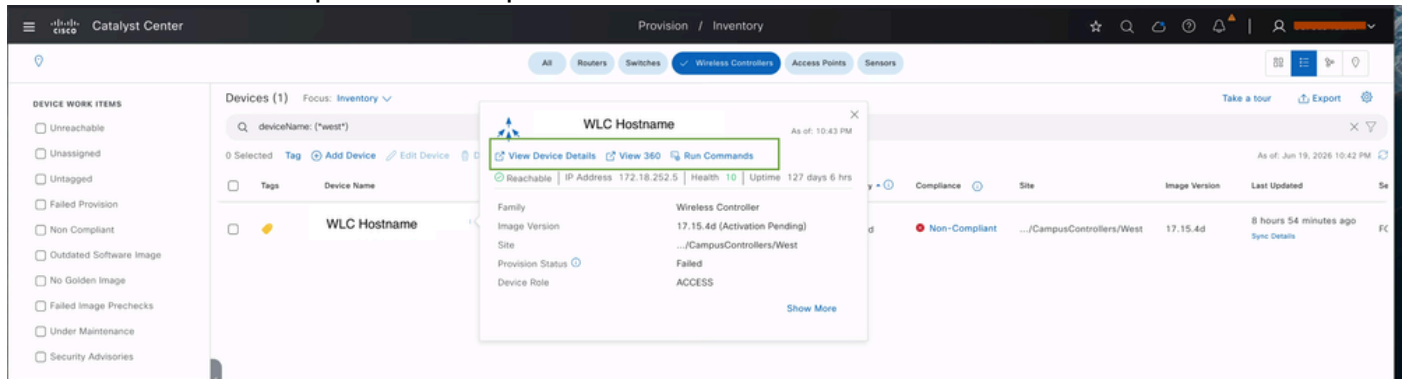 cisco Catalyst Center
Provision / Inventory
All Routers Switches Wireless Controllers Access Points Sensors
DEVICE WORK ITEMS
Unreachable
Unassigned
Untagged
Failed Provision
Non Compliant
Outdated Software Image
No Golden Image
Failed Image Prechecks
Under Maintenance
Security Advisories
Devices (1) Focus: Inventory
Take a tour Export
deviceName: (*west*)
0 Selected Tag Add Device Edit Device
As of: Jun 19, 2026 10:42 PM
Tags Device Name Compliance Site Image Version Last Updated
WLC Hostname Non-Compliant .../CampusControllers/West 17.15.4d 8 hours 54 minutes ago
Sync Details
WLC Hostname As of: 10:43 PM
View Device Details View 360 Run Commands
Reachable IP Address 172.18.252.5 Health 10 Uptime 127 days 6 hrs
Family Wireless Controller
Image Version 17.15.4d (Activation Pending)
Site .../CampusControllers/West
Provision Status Failed
Device Role ACCESS
Show More